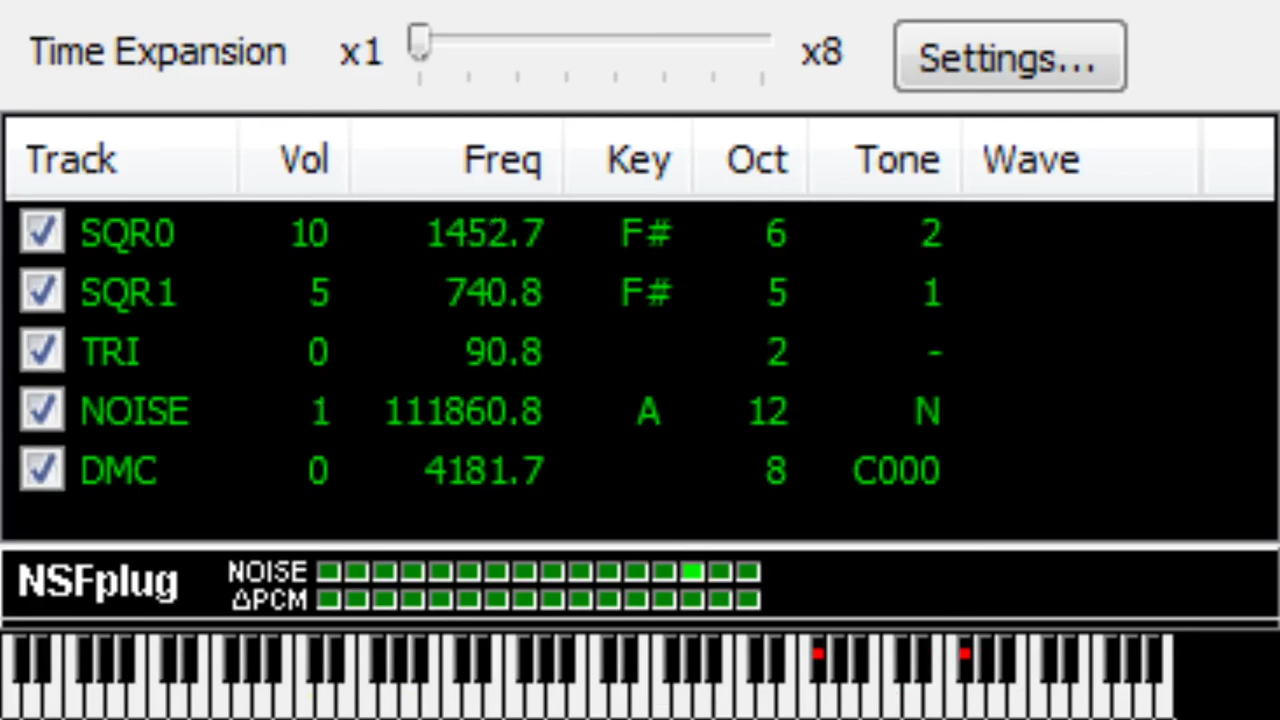 Time Expansion x1 x8 Settings...
Track Vol Freq Key Oct Tone Wave
SQR0 10 1452.7 F# 6 2
SQR1 5 740.8 F# 5 1
TRI 0 90.8 2 -
NOISE 1 111860.8 A 12 N
DMC 0 4181.7 8 C000
NSFplug NOISE
ΔPCM